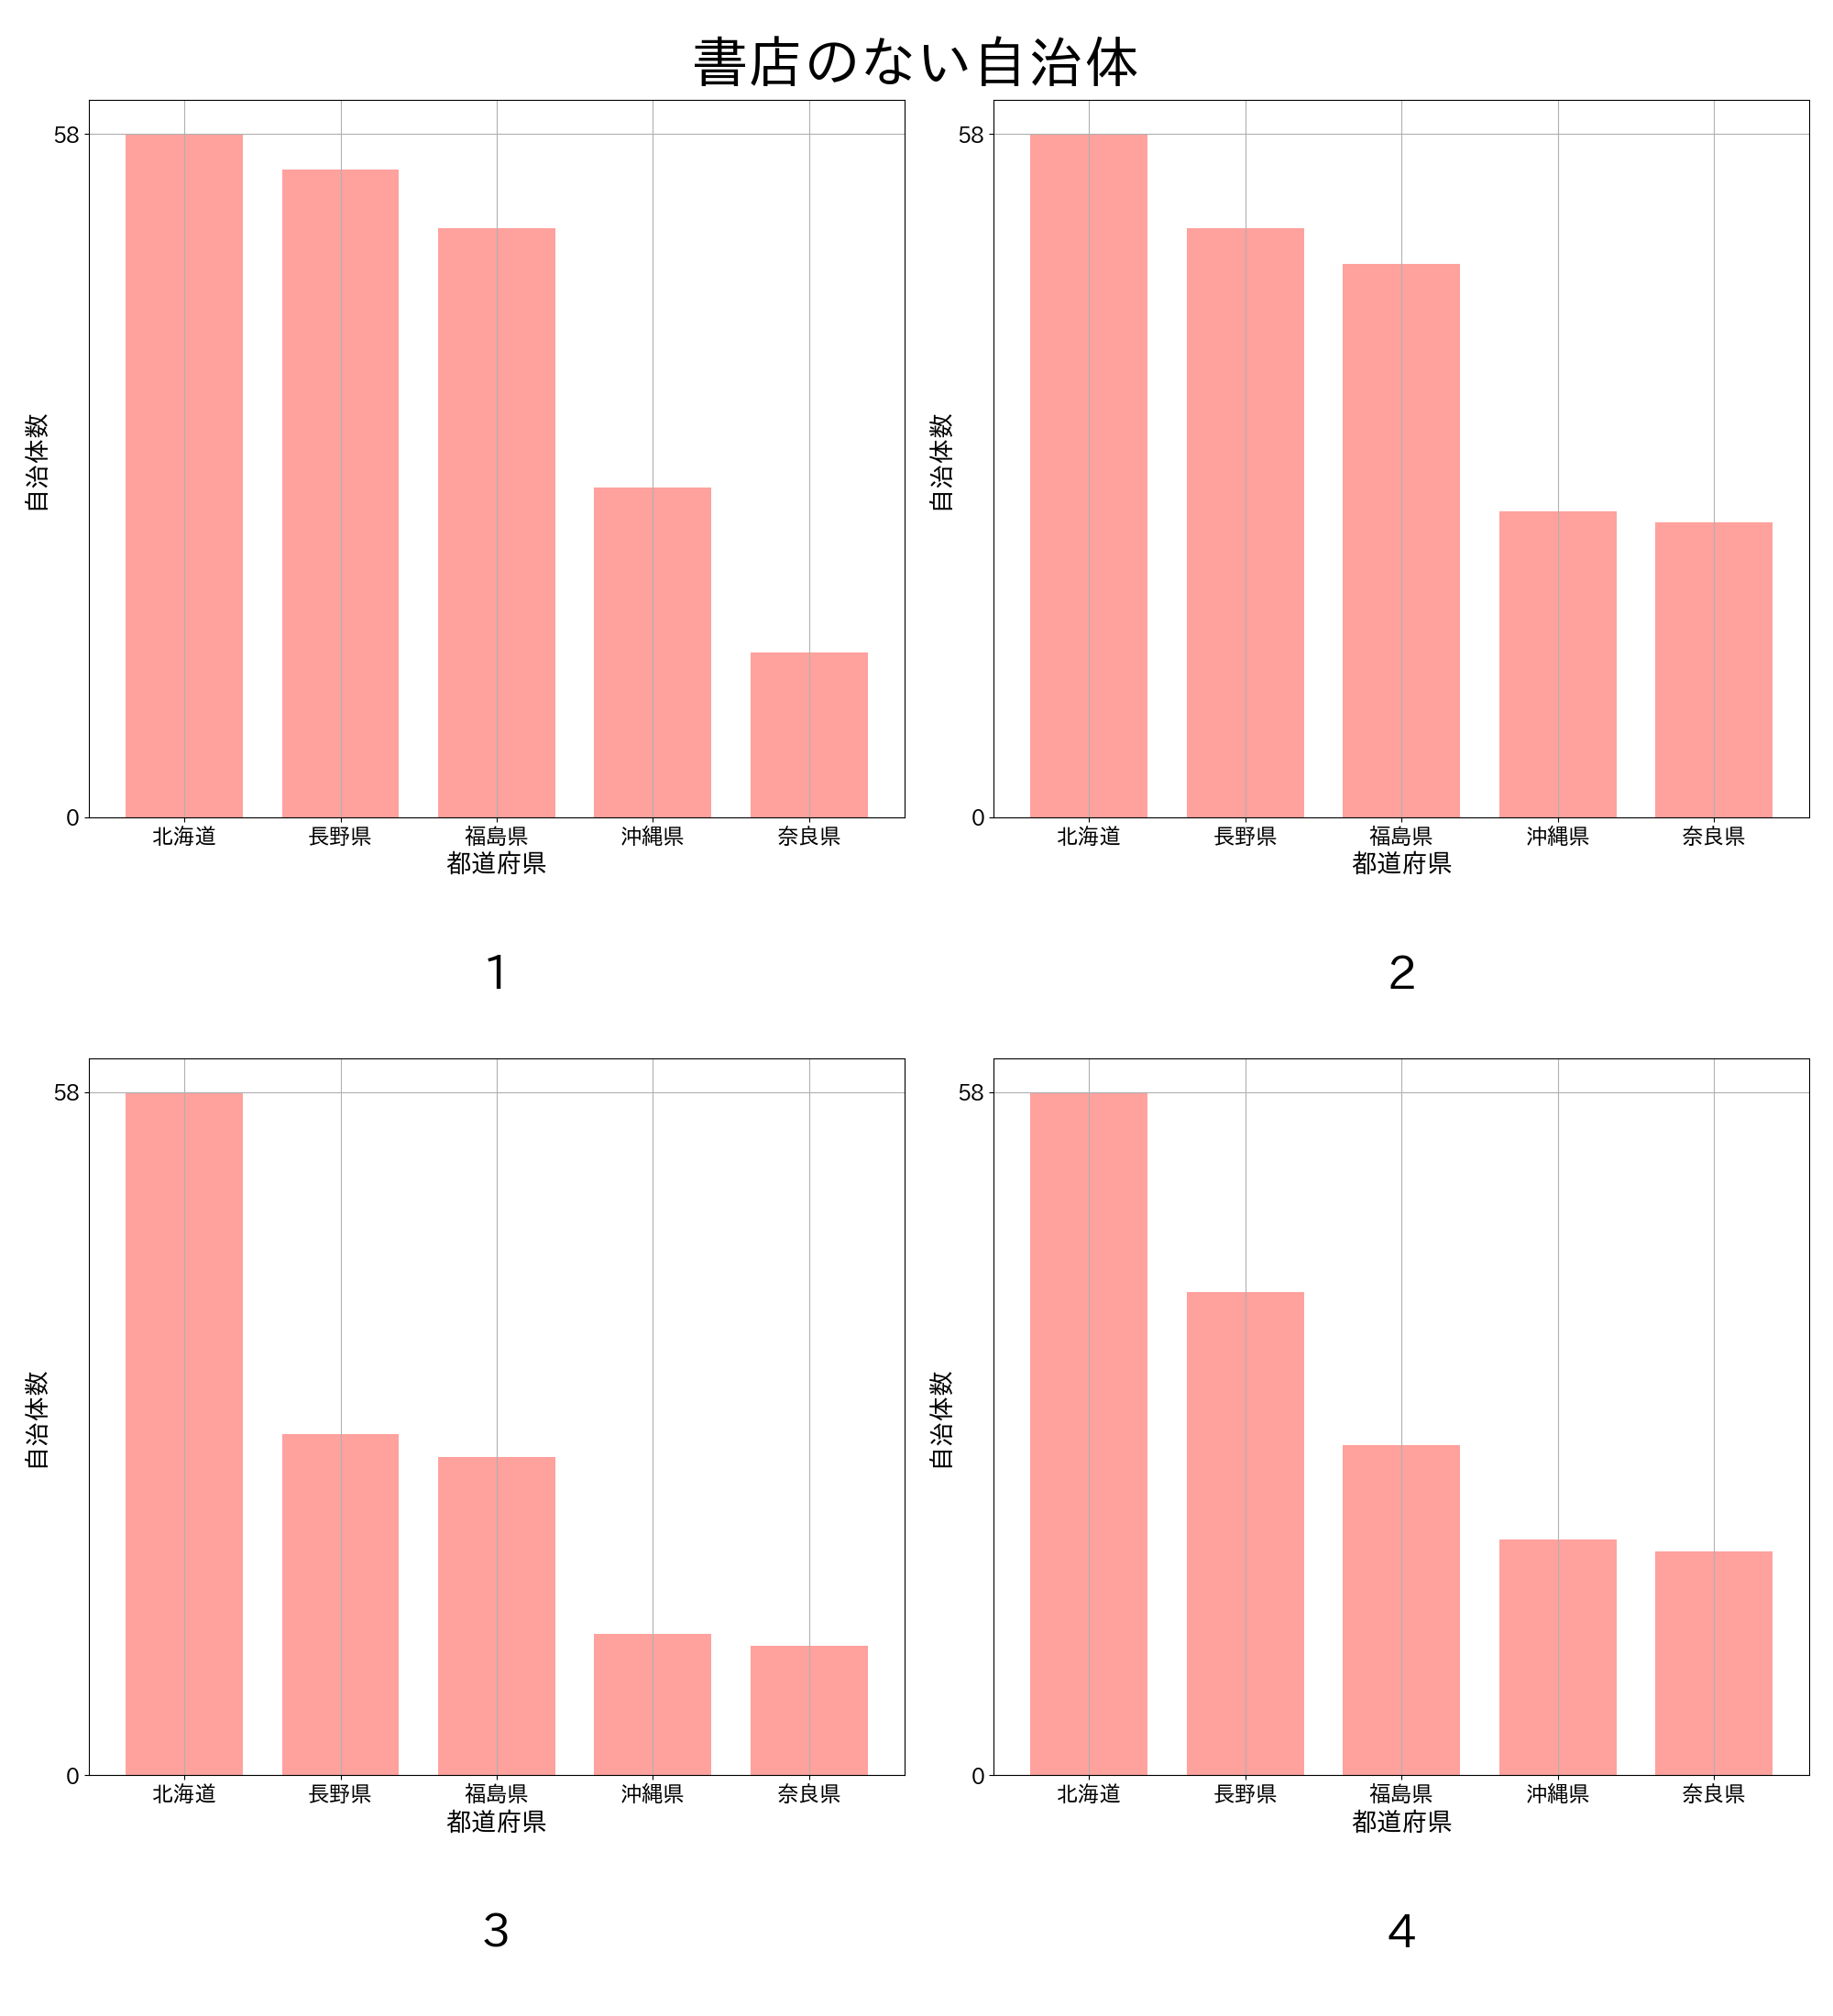 書店のない自治体
58
0
自治体数
北海道 長野県 福島県 沖縄県 奈良県
都道府県
1
58
0
自治体数
北海道 長野県 福島県 沖縄県 奈良県
都道府県
2
58
0
自治体数
北海道 長野県 福島県 沖縄県 奈良県
都道府県
3
58
0
自治体数
北海道 長野県 福島県 沖縄県 奈良県
都道府県
4